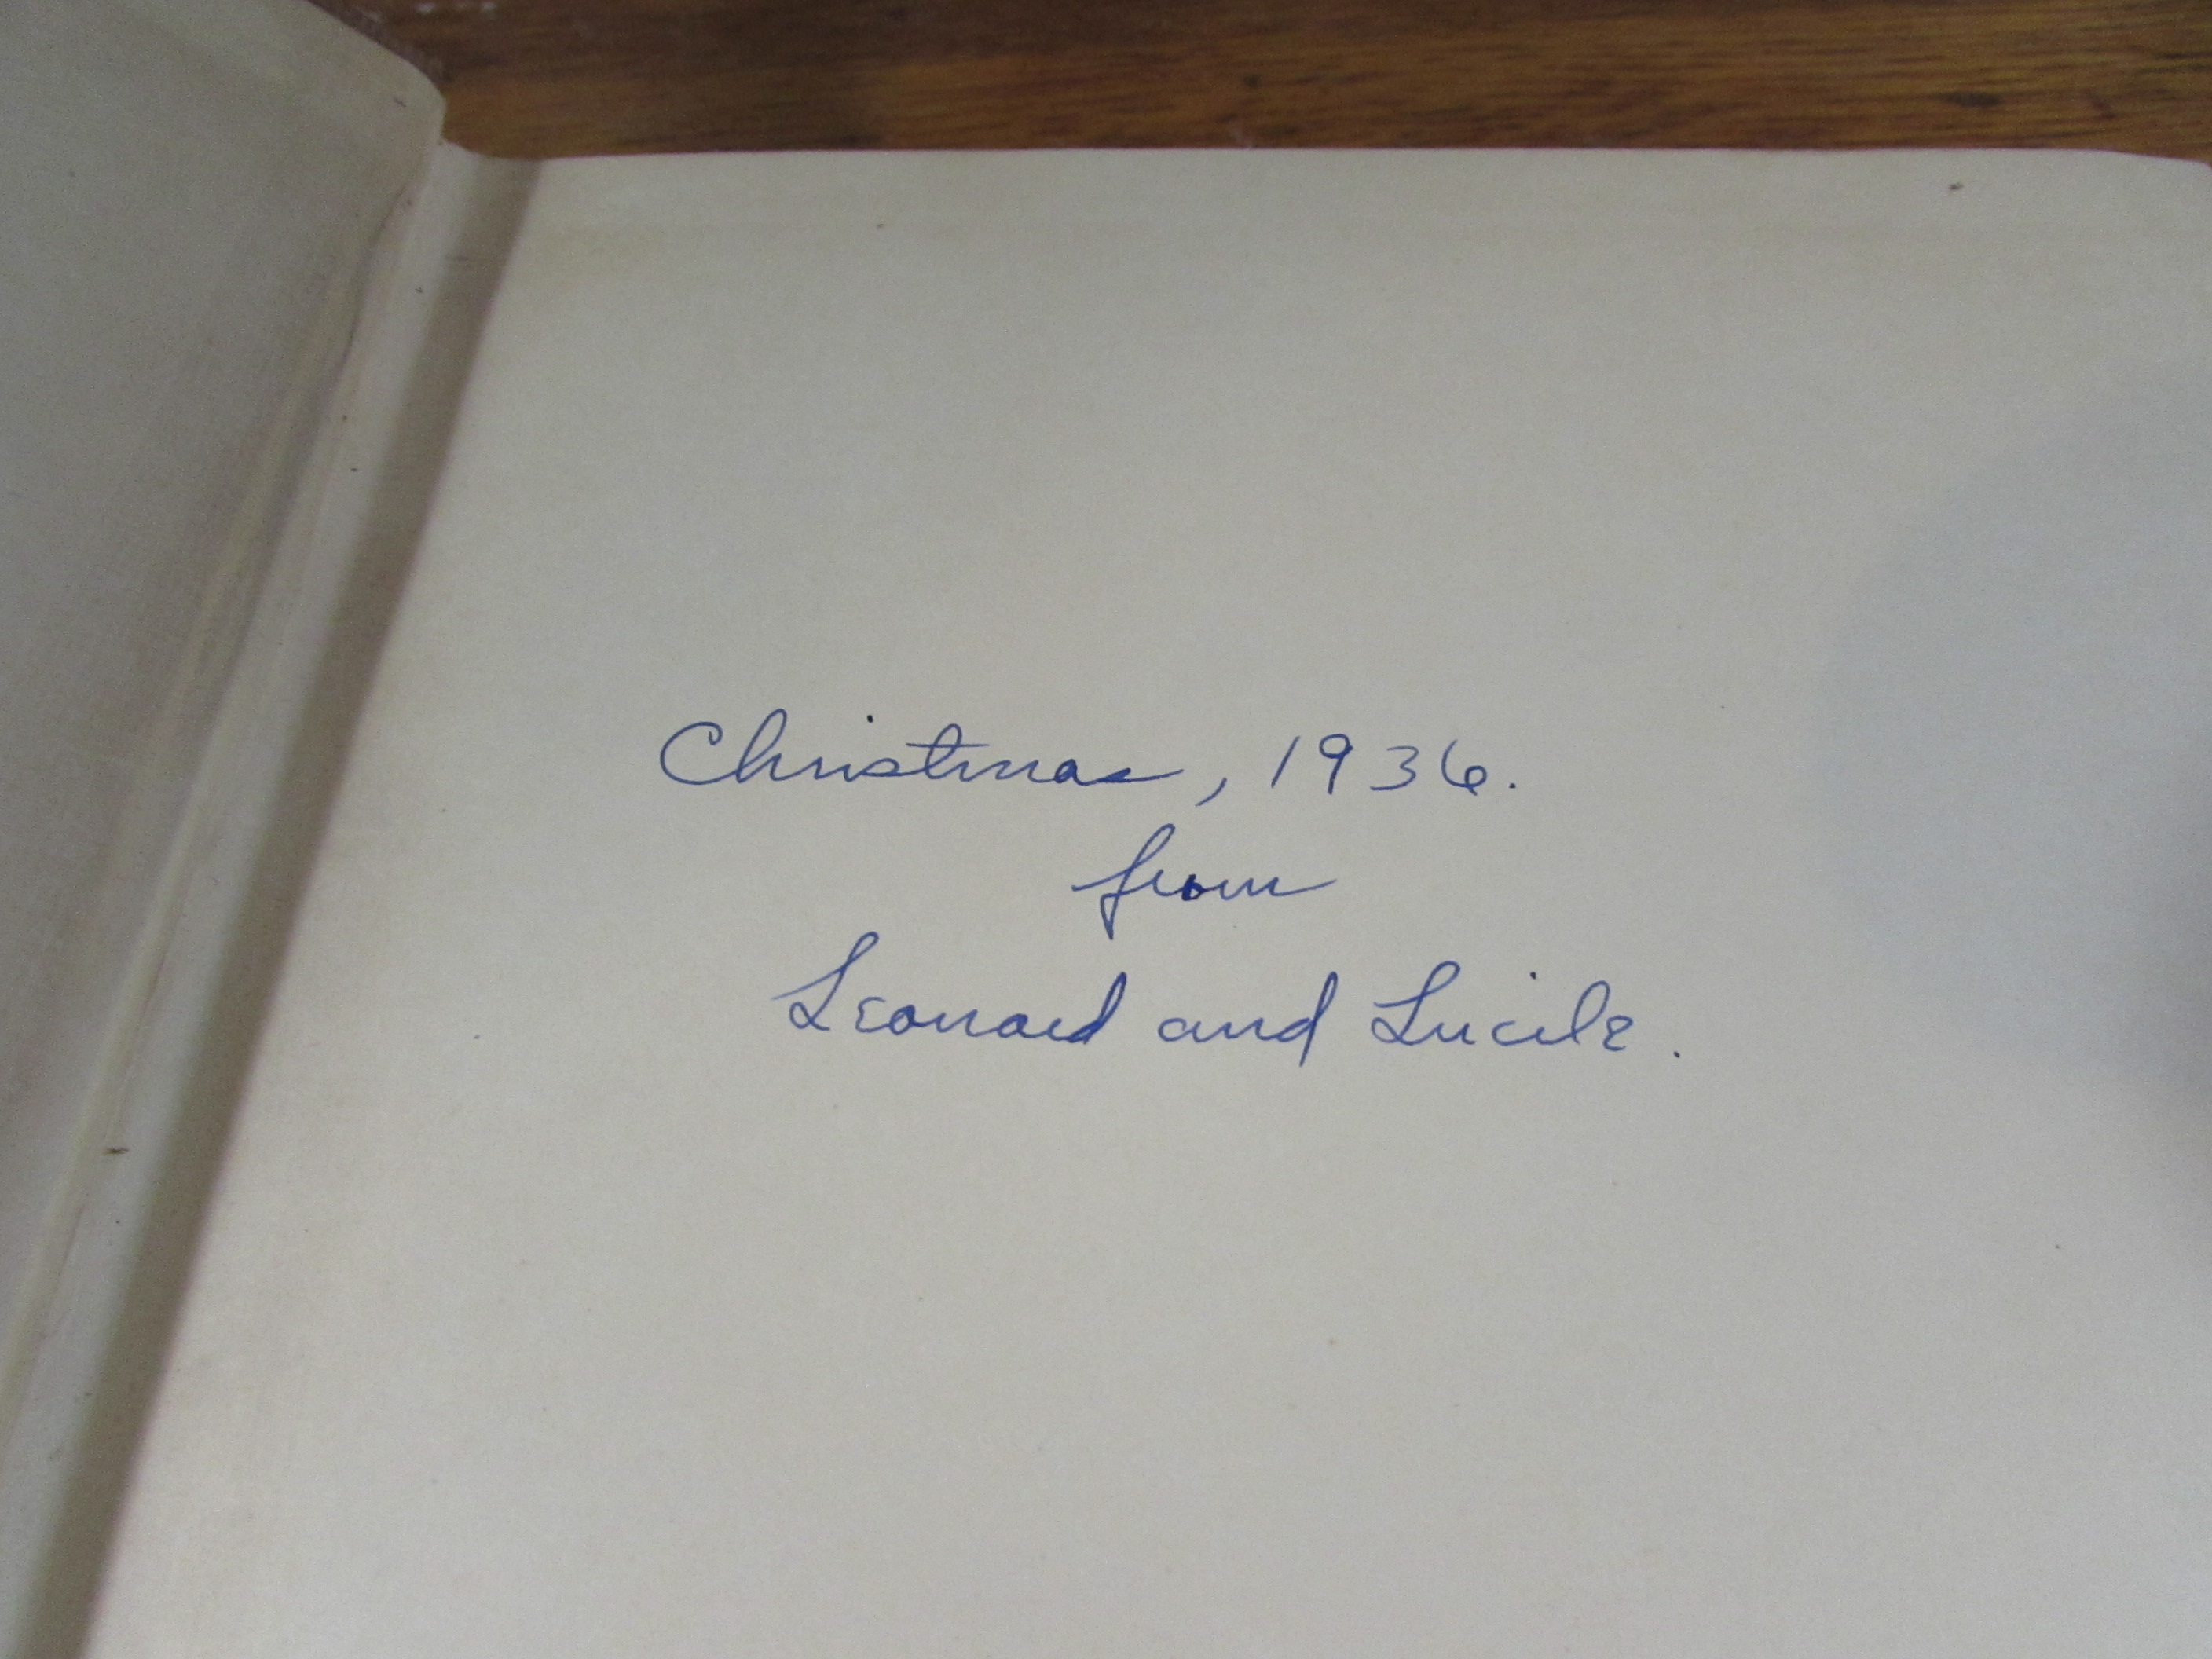 Christmas, 1936.
from
Leonard and Lucile.